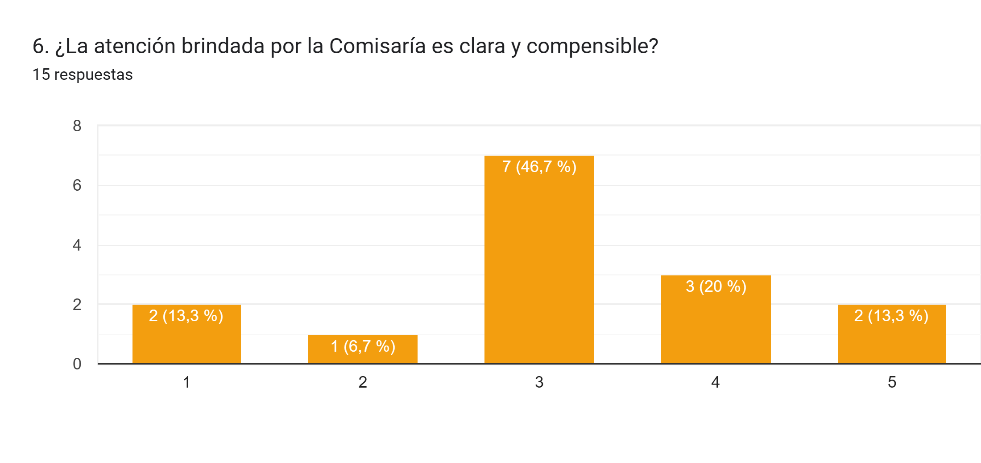 6. ¿La atención brindada por la Comisaría es clara y compensible?
15 respuestas
8
6
4
2
0
2 (13,3 %)
1 (6,7 %)
7 (46,7 %)
3 (20 %)
2 (13,3 %)
1
2
3
4
5